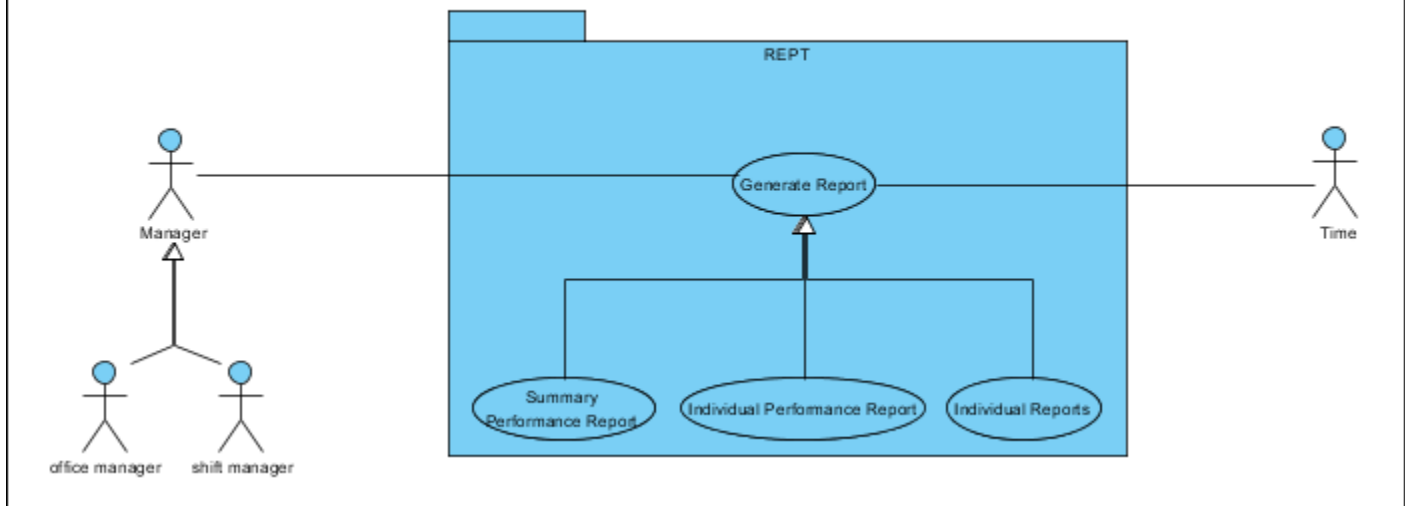 REPT
Generate Report
Manager
Time
Summary
Performance Report
Individual Performance Report
Individual Reports
office manager
shift manager